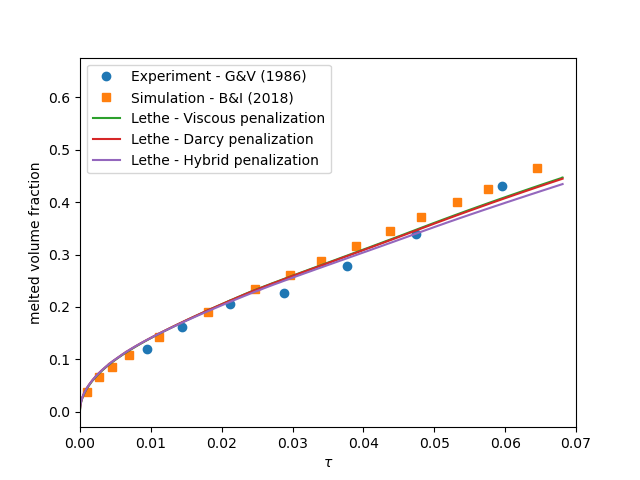 Experiment - G&V (1986)
Simulation - B&I (2018)
Lethe - Viscous penalization
Lethe - Darcy penalization
Lethe - Hybrid penalization
melted volume fraction
0.6
0.5
0.4
0.3
0.2
0.1
0.0
0.00 0.01 0.02 0.03 0.04 0.05 0.06 0.07
τ